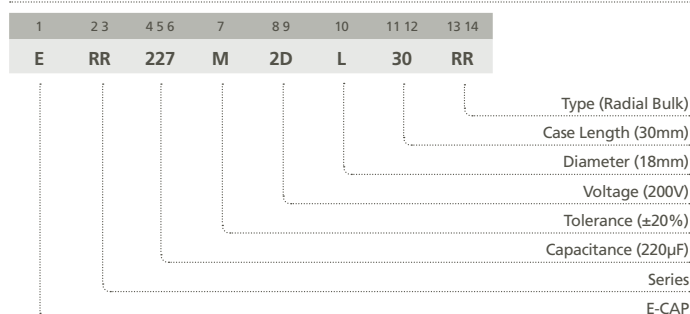 1 2 3 4 5 6 7 8 9 10 11 12 13 14
E RR 227 M 2D L 30 RR
Type (Radial Bulk)
Case Length (30mm)
Diameter (18mm)
Voltage (200V)
Tolerance (±20%)
Capacitance (220µF)
Series
E-CAP